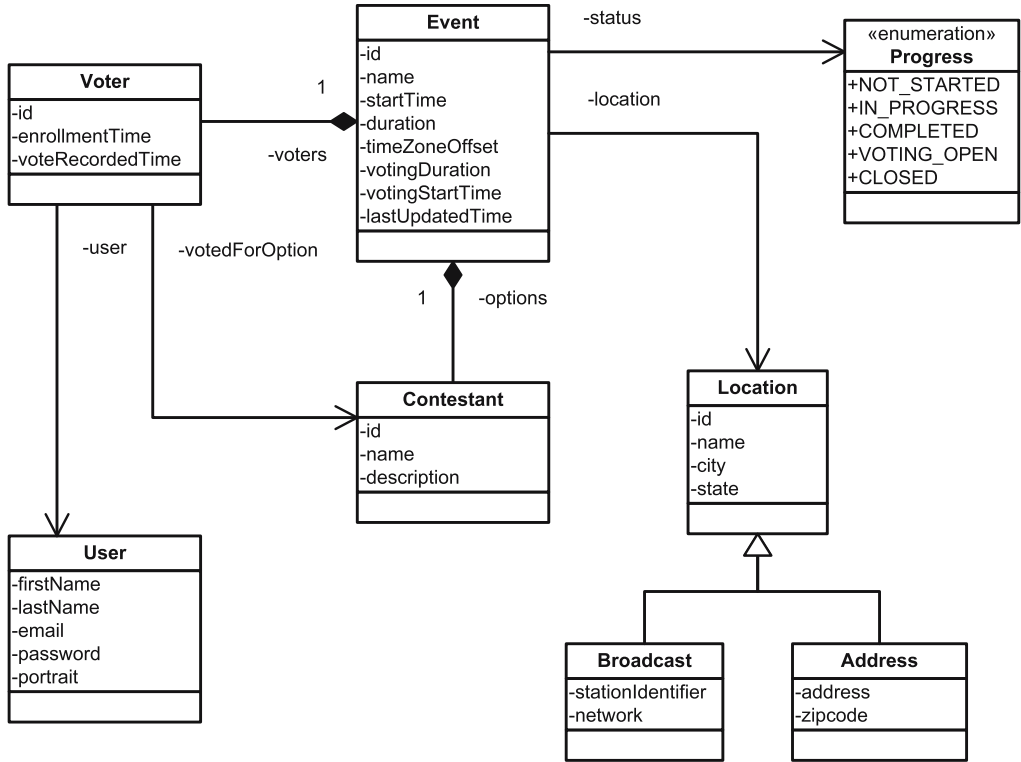 Event
-id
-name
-startTime
-duration
-timeZoneOffset
-votingDuration
-votingStartTime
-lastUpdatedTime
-status
«enumeration»
Progress
+NOT_STARTED
+IN_PROGRESS
+COMPLETED
+VOTING_OPEN
+CLOSED
Voter
-id
-enrollmentTime
-voteRecordedTime
1
-voters
-location
-user
-votedForOption
1
-options
Contestant
-id
-name
-description
Location
-id
-name
-city
-state
User
-firstName
-lastName
-email
-password
-portrait
Broadcast
-stationIdentifier
-network
Address
-address
-zipcode